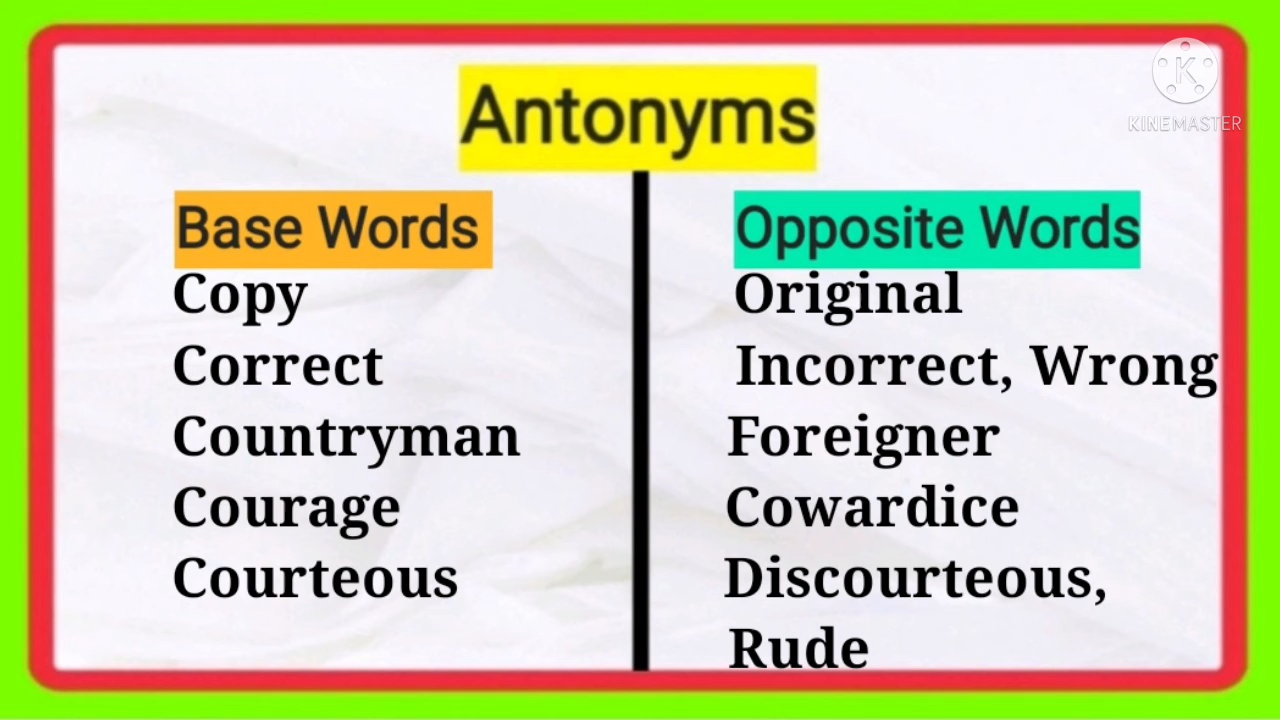 Antonyms
KINEMASTER
Base Words
Opposite Words
Copy
Original
Correct
Incorrect, Wrong
Countryman
Foreigner
Courage
Cowardice
Courteous
Discourteous,
Rude